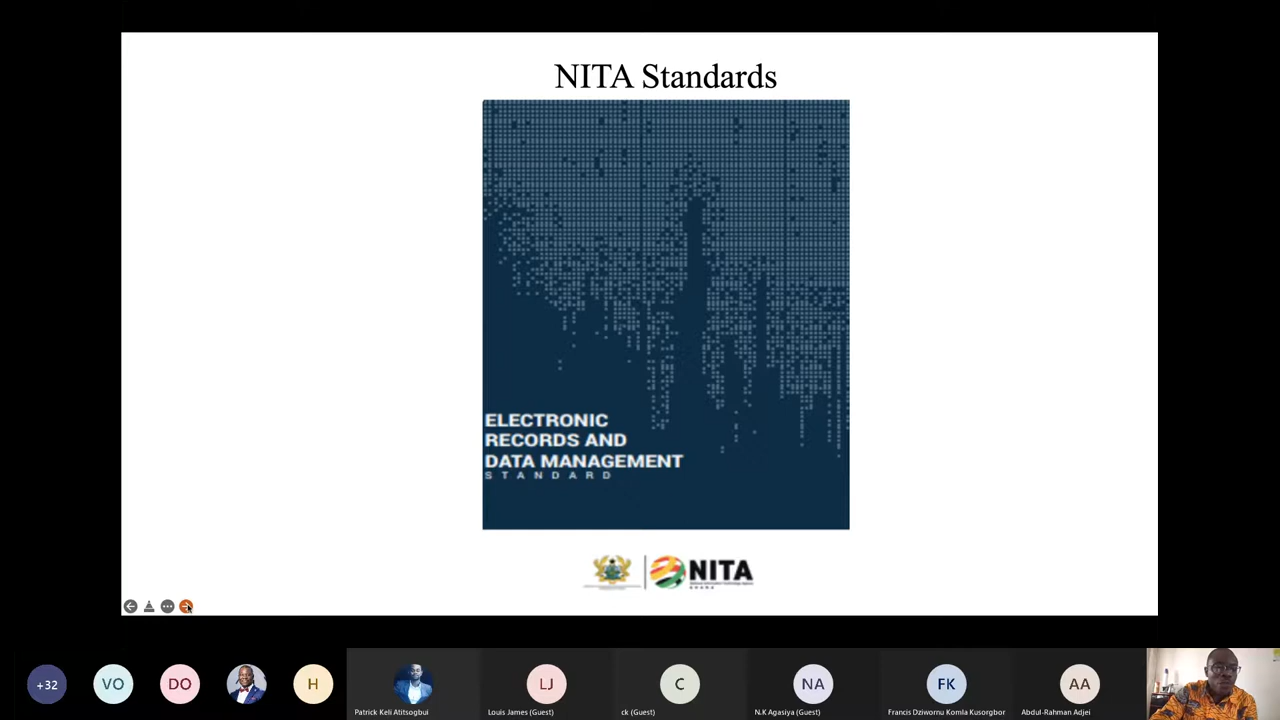 NITA Standards
ELECTRONIC
RECORDS AND
DATA MANAGEMENT
STANDARD
NITA
+32
VO
DO
H
LJ
C
NA
FK
AA
Patrick Keli Atitsogbui
Louis James (Guest)
ck (Guest)
N.K Agasiya (Guest)
Francis Dziwornu Komla Kusorgbor
Abdul-Rahman Adjei